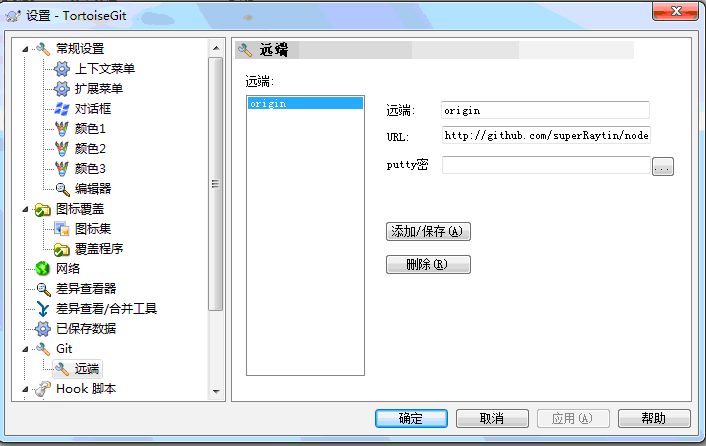 设置 - TortoiseGit
常规设置
上下文菜单
扩展菜单
对话框
颜色1
颜色2
颜色3
编辑器
图标覆盖
图标集
覆盖程序
网络
差异查看器
差异查看/合并工具
已保存数据
Git
远端
Hook 脚本
远端
远端:
origin
远端: origin
URL: http://github.com/superRaytin/node
putty密 ...
添加/保存(A)
删除(R)
确定 取消 应用(A) 帮助